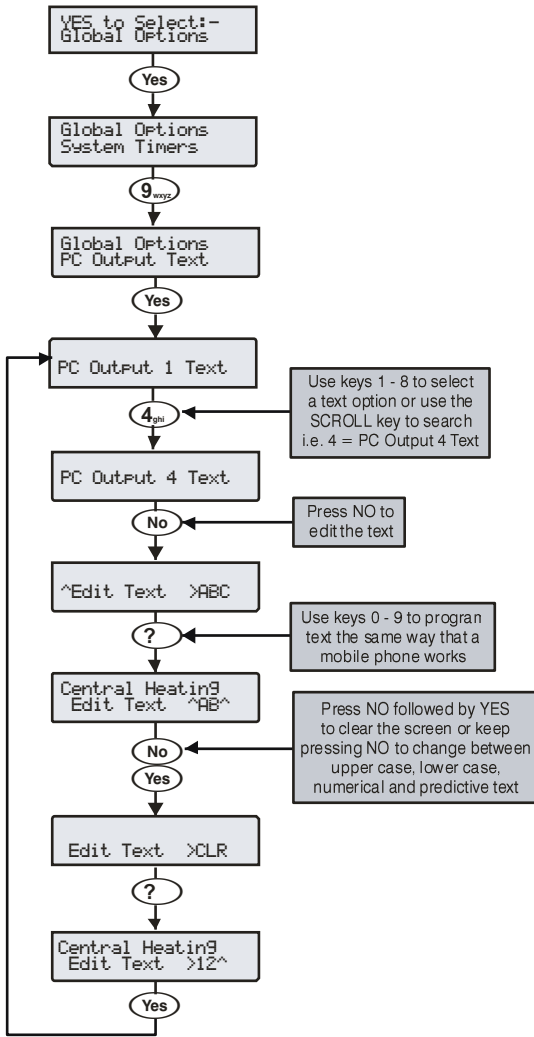 YES to Select:-
Global Options
Yes
Global Options
System Timers
9wxyz
Global Options
PC Output Text
Yes
PC Output 1 Text
4ghi
Use keys 1 - 8 to select
a text option or use the
SCROLL key to search
i.e. 4 = PC Output 4 Text
PC Output 4 Text
No
Press NO to
edit the text
^Edit Text >ABC
?
Use keys 0 - 9 to progran
text the same way that a
mobile phone works
Central Heating
Edit Text ^AB^
No
Yes
Press NO followed by YES
to clear the screen or keep
pressing NO to change between
upper case, lower case,
numerical and predictive text
Edit Text >CLR
?
Central Heating
Edit Text >12^
Yes